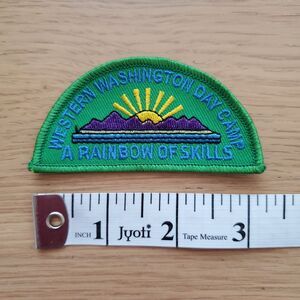 WESTERN WASHINGTON DAY CAMP
A RAINBOW OF SKILLS
INCH 1 Jyoti 2 Tape Measure 3